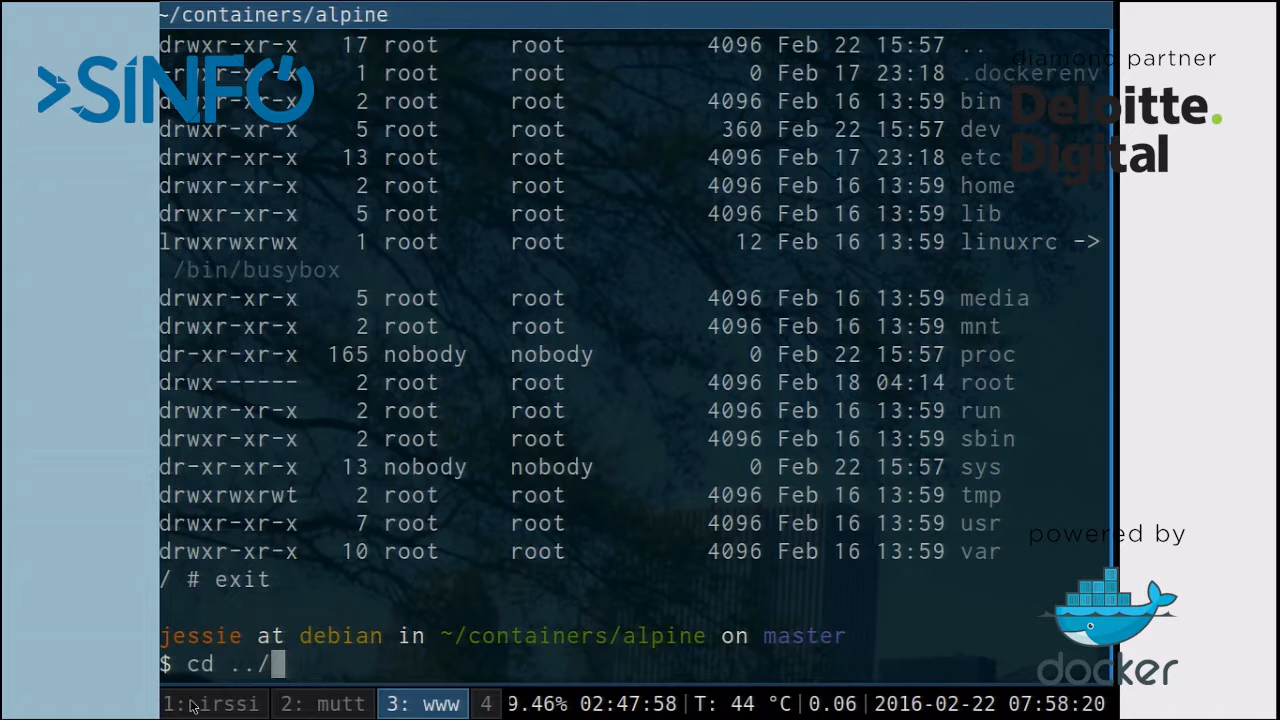 ~/containers/alpine
drwxr-xr-x 17 root root 4096 Feb 22 15:57 ..
-rwxr-xr-x 1 root root 0 Feb 17 23:18 .dockerenv
drwxr-xr-x 2 root root 4096 Feb 16 13:59 bin
drwxr-xr-x 5 root root 360 Feb 22 15:57 dev
drwxr-xr-x 13 root root 4096 Feb 17 23:18 etc
drwxr-xr-x 2 root root 4096 Feb 16 13:59 home
drwxr-xr-x 5 root root 4096 Feb 16 13:59 lib
lrwxrwxrwx 1 root root 12 Feb 16 13:59 linuxrc ->
/bin/busybox
drwxr-xr-x 5 root root 4096 Feb 16 13:59 media
drwxr-xr-x 2 root root 4096 Feb 16 13:59 mnt
dr-xr-xr-x 165 nobody nobody 0 Feb 22 15:57 proc
drwx------ 2 root root 4096 Feb 18 04:14 root
drwxr-xr-x 2 root root 4096 Feb 16 13:59 run
drwxr-xr-x 2 root root 4096 Feb 16 13:59 sbin
dr-xr-xr-x 13 nobody nobody 0 Feb 22 15:57 sys
drwxrwxrwt 2 root root 4096 Feb 16 13:59 tmp
drwxr-xr-x 7 root root 4096 Feb 16 13:59 usr
drwxr-xr-x 10 root root 4096 Feb 16 13:59 var
/ # exit
jessie at debian in ~/containers/alpine on master
$ cd ../
1: irssi 2: mutt 3: www 4 9.46% 02:47:58 T: 44 °C 0.06 2016-02-22 07:58:20
>SINFO
diamond partner
Deloitte.
Digital
powered by
docker